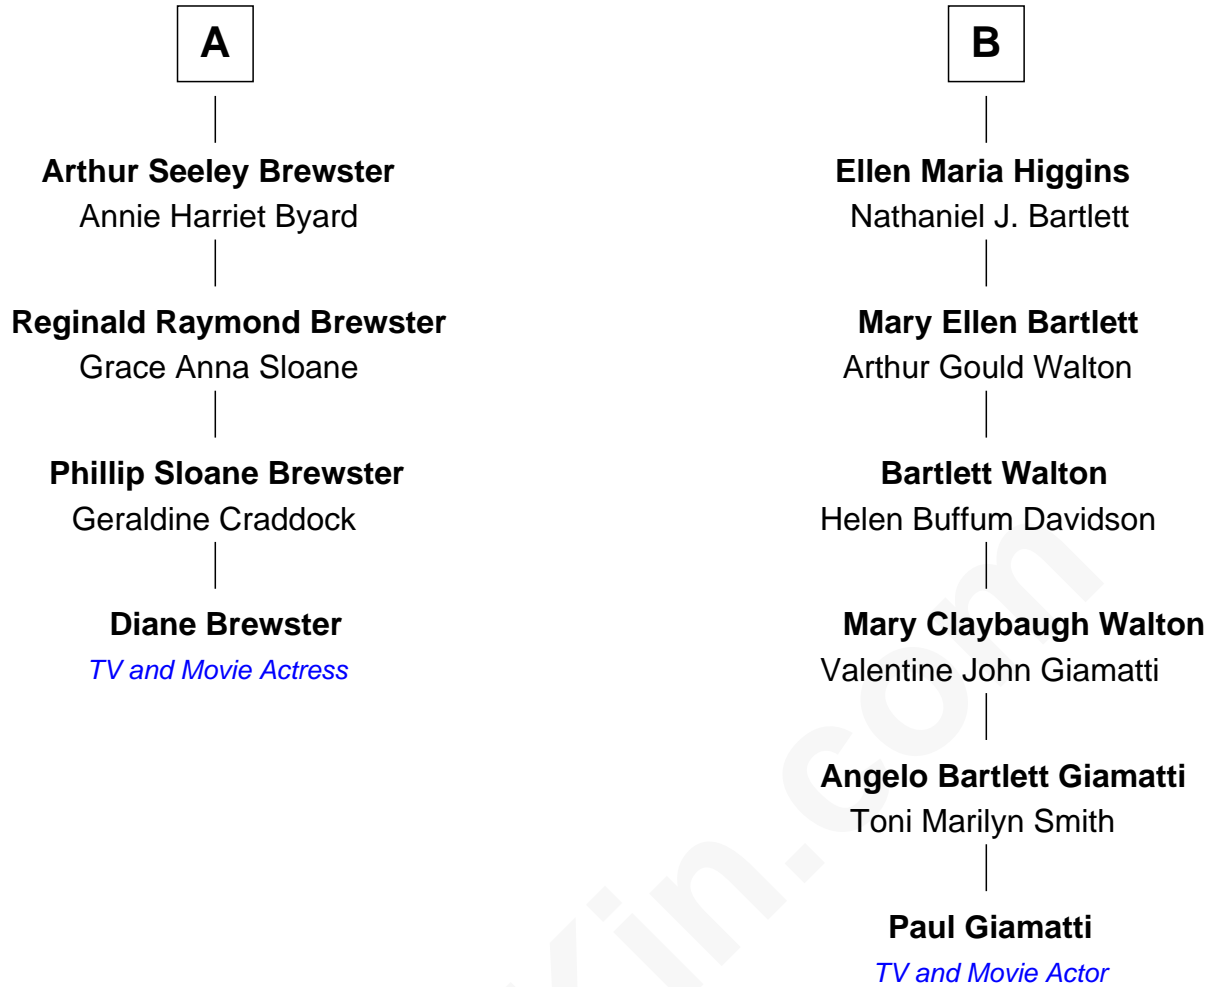 A
Arthur Seeley Brewster
Annie Harriet Byard
Reginald Raymond Brewster
Grace Anna Sloane
Phillip Sloane Brewster
Geraldine Craddock
Diane Brewster
TV and Movie Actress
B
Ellen Maria Higgins
Nathaniel J. Bartlett
Mary Ellen Bartlett
Arthur Gould Walton
Bartlett Walton
Helen Buffum Davidson
Mary Claybaugh Walton
Valentine John Giamatti
Angelo Bartlett Giamatti
Toni Marilyn Smith
Paul Giamatti
TV and Movie Actor
Kin.com